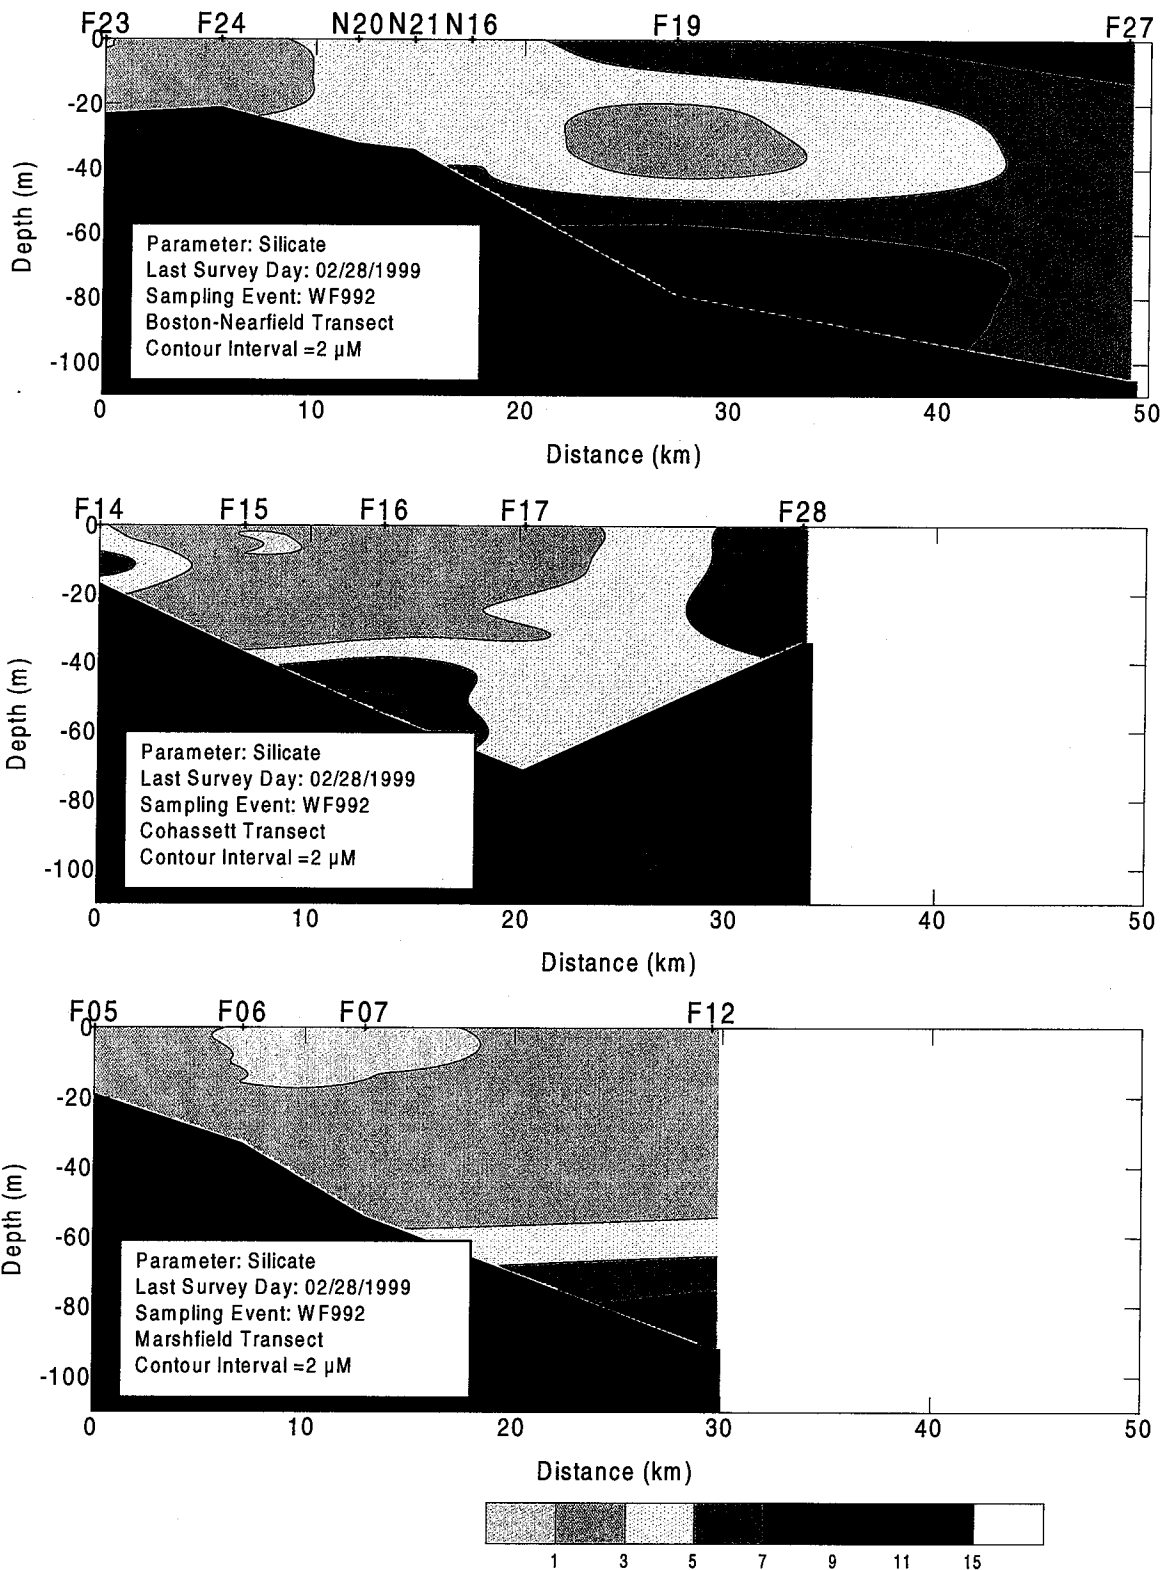 F23 F24 N20 N21 N16 F19 F27
0
-20
-40
-60
-80
-100
Depth (m)
Parameter: Silicate
Last Survey Day: 02/28/1999
Sampling Event: WF992
Boston-Nearfield Transect
Contour Interval =2 µM
0 10 20 30 40 50
Distance (km)
F14 F15 F16 F17 F28
0
-20
-40
-60
-80
-100
Depth (m)
Parameter: Silicate
Last Survey Day: 02/28/1999
Sampling Event: WF992
Cohassett Transect
Contour Interval =2 µM
0 10 20 30 40 50
Distance (km)
F05 F06 F07 F12
0
-20
-40
-60
-80
-100
Depth (m)
Parameter: Silicate
Last Survey Day: 02/28/1999
Sampling Event: WF992
Marshfield Transect
Contour Interval =2 µM
0 10 20 30 40 50
Distance (km)
1 3 5 7 9 11 15